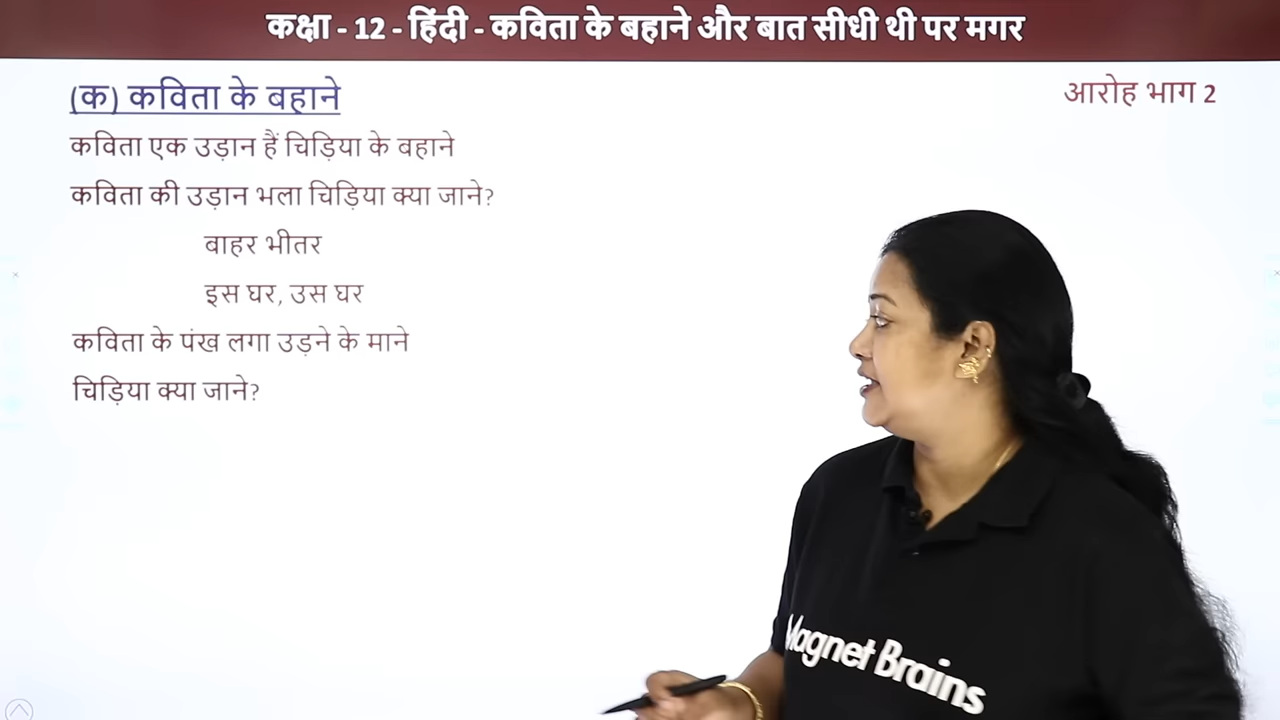 कक्षा - 12 - हिंदी - कविता के बहाने और बात सीधी थी पर मगर
(क) कविता के बहाने
आरोह भाग 2
कविता एक उड़ान हैं चिड़िया के बहाने
कविता की उड़ान भला चिड़िया क्या जाने?
बाहर भीतर
इस घर, उस घर
कविता के पंख लगा उड़ने के माने
चिड़िया क्या जाने?
Magnet Brains